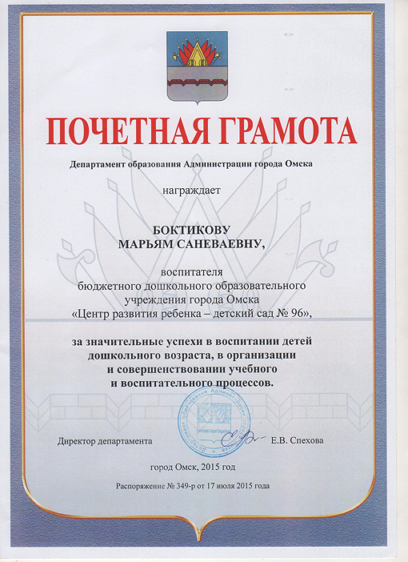 ПОЧЕТНАЯ ГРАМОТА
Департамент образования Администрации города Омска
награждает
БОКТИКОВУ
МАРЬЯМ САНЕВАЕВНУ,
воспитателя
бюджетного дошкольного образовательного
учреждения города Омска
«Центр развития ребенка – детский сад № 96»,
за значительные успехи в воспитании детей
дошкольного возраста, в организации
и совершенствовании учебного
и воспитательного процессов.
Директор департамента
Е.В. Спехова
город Омск, 2015 год
Распоряжение № 349-р от 17 июля 2015 года